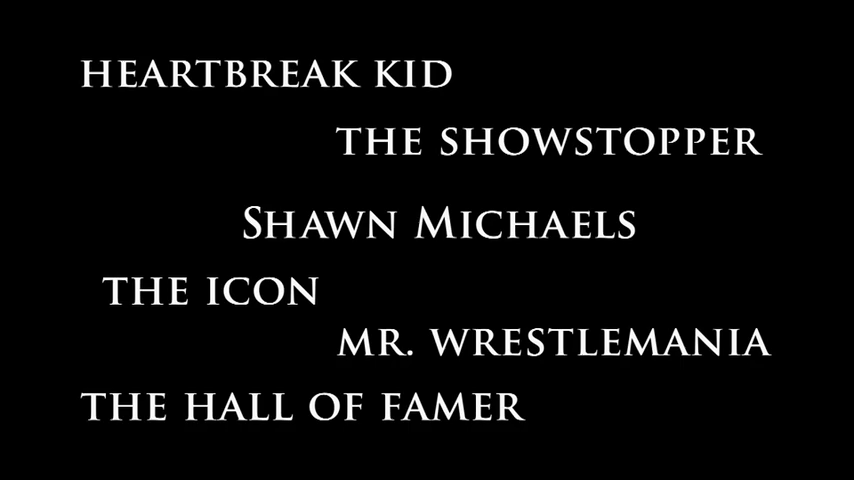 HEARTBREAK KID
THE SHOWSTOPPER
SHAWN MICHAELS
THE ICON
MR. WRESTLEMANIA
THE HALL OF FAMER